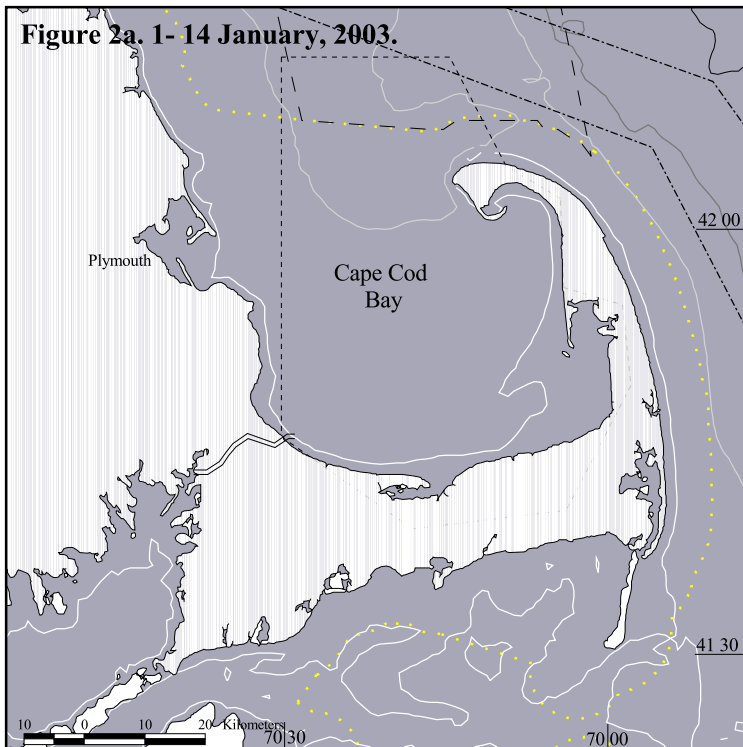 Figure 2a. 1- 14 January, 2003.
42 00
Plymouth
Cape Cod
Bay
41 30
10 0 10 20 Kilometers
70 30
70 00